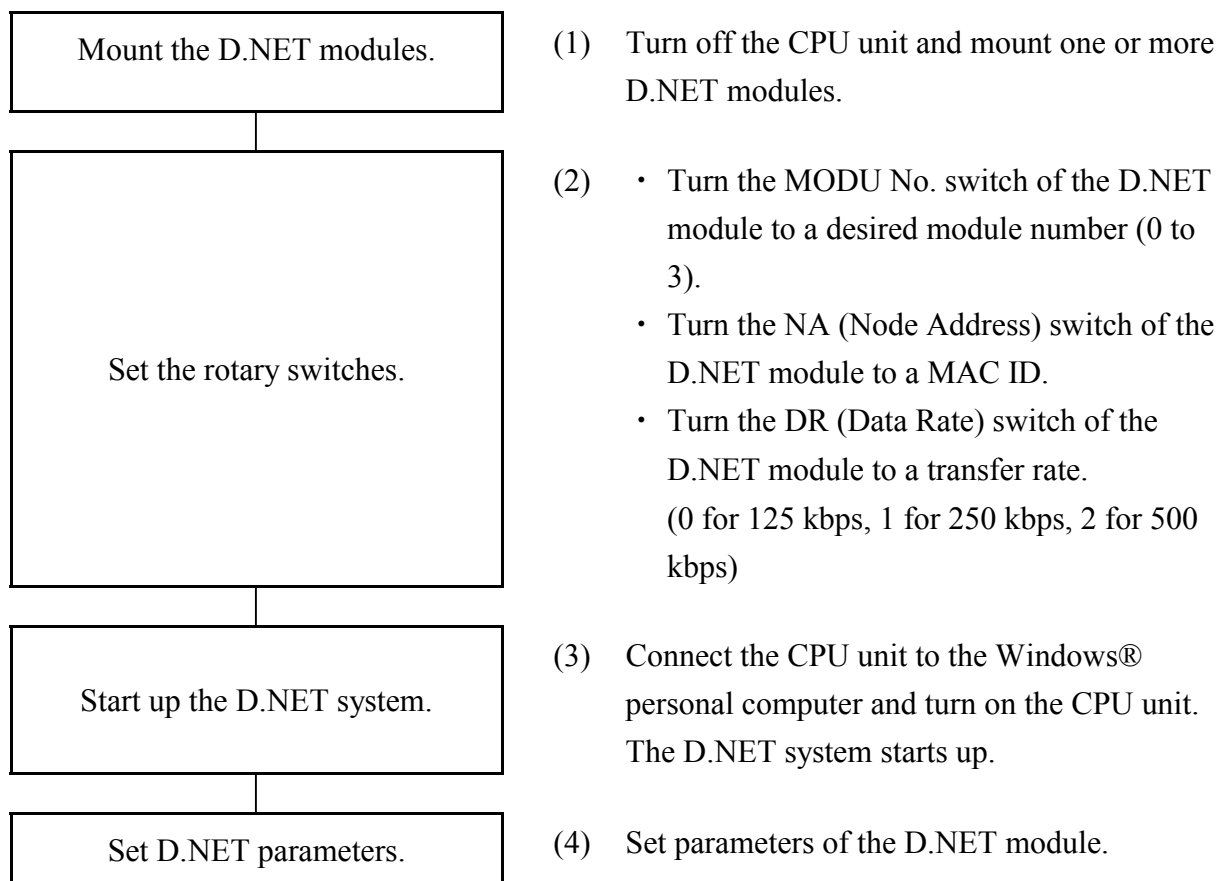 Mount the D.NET modules.
(1) Turn off the CPU unit and mount one or more
D.NET modules.
Set the rotary switches.
(2) ・ Turn the MODU No. switch of the D.NET
module to a desired module number (0 to
3).
・ Turn the NA (Node Address) switch of the
D.NET module to a MAC ID.
・ Turn the DR (Data Rate) switch of the
D.NET module to a transfer rate.
(0 for 125 kbps, 1 for 250 kbps, 2 for 500
kbps)
Start up the D.NET system.
(3) Connect the CPU unit to the Windows®
personal computer and turn on the CPU unit.
The D.NET system starts up.
Set D.NET parameters.
(4) Set parameters of the D.NET module.